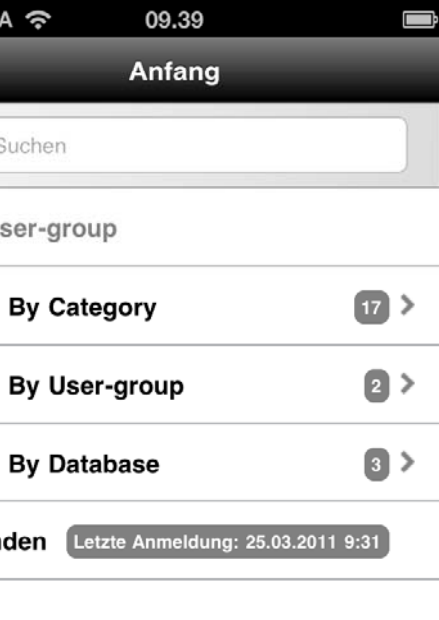 A 09.39
Anfang
Suchen
ser-group
By Category 17
By User-group 2
By Database 3
den Letzte Anmeldung: 25.03.2011 9:31